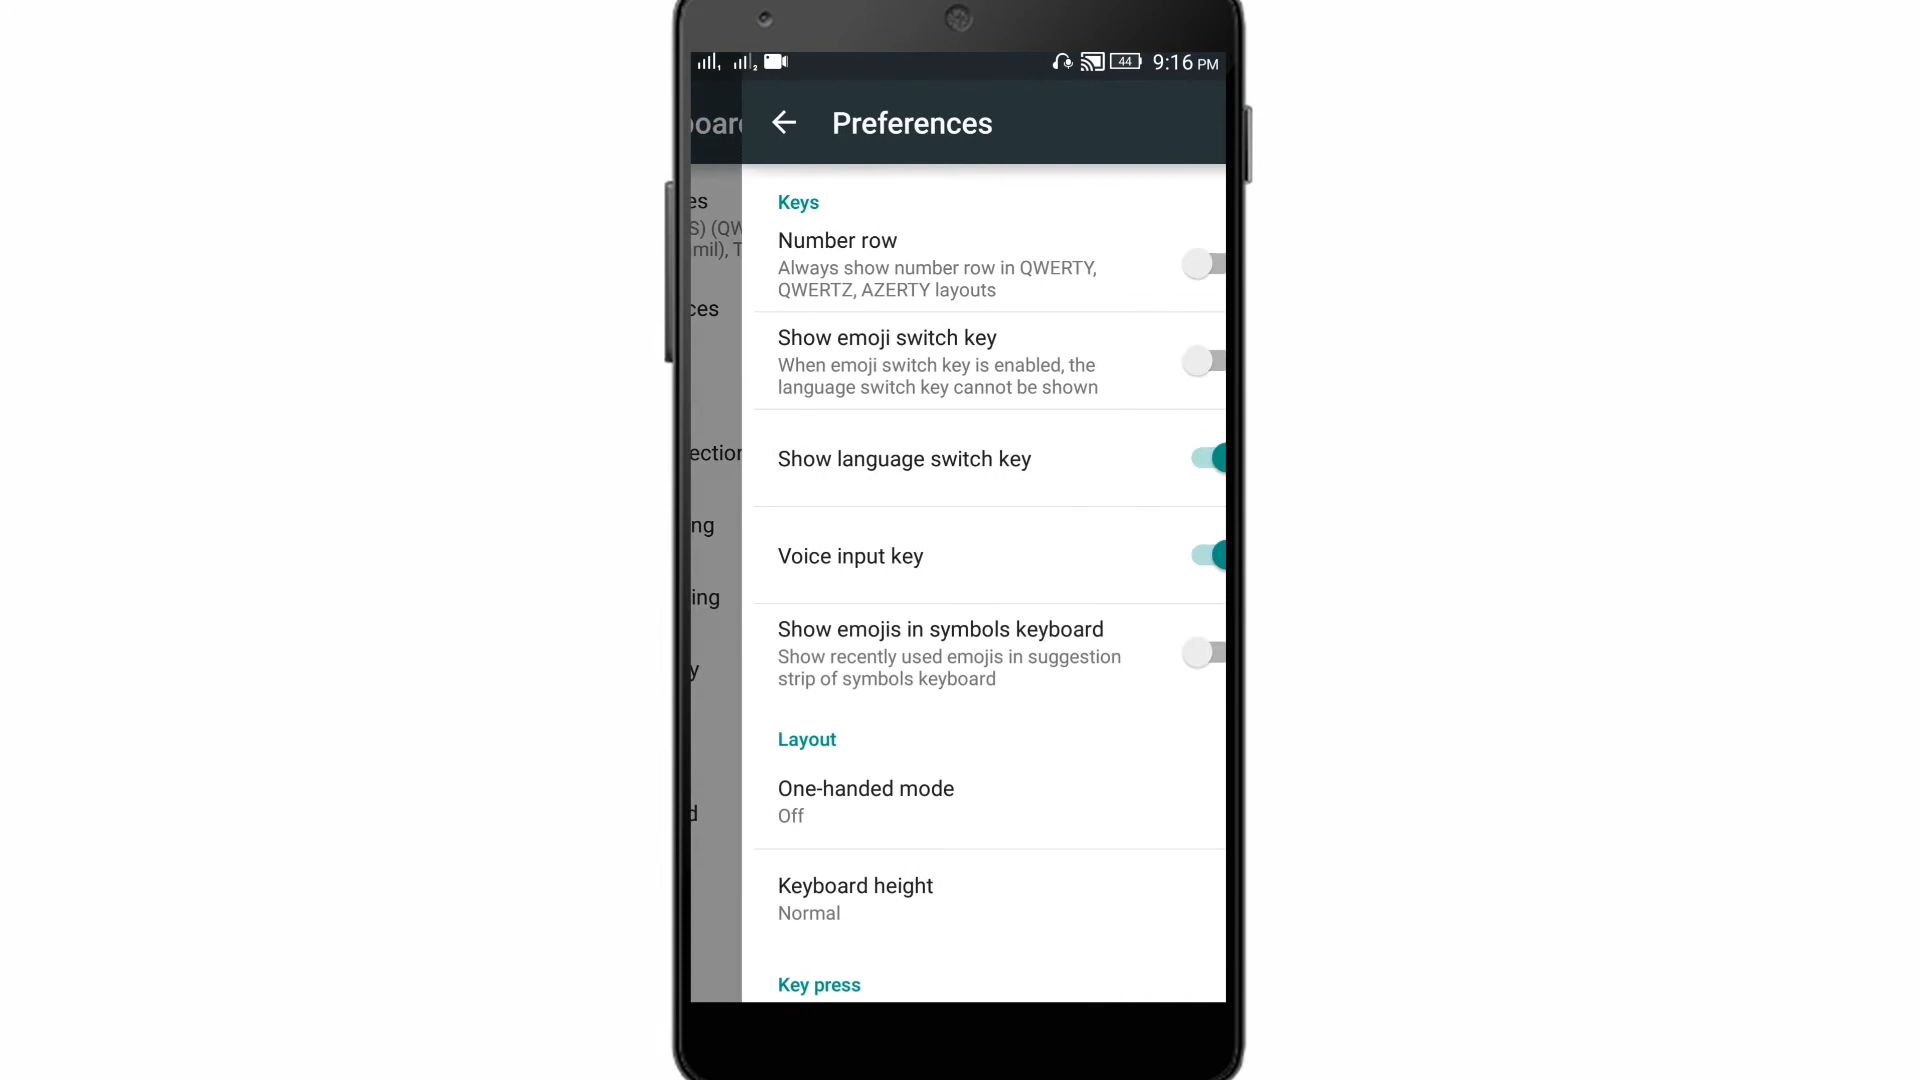 44 9:16 PM
Preferences
Keys
Number row
Always show number row in QWERTY,
QWERTZ, AZERTY layouts
Show emoji switch key
When emoji switch key is enabled, the
language switch key cannot be shown
Show language switch key
Voice input key
Show emojis in symbols keyboard
Show recently used emojis in suggestion
strip of symbols keyboard
Layout
One-handed mode
Off
Keyboard height
Normal
Key press